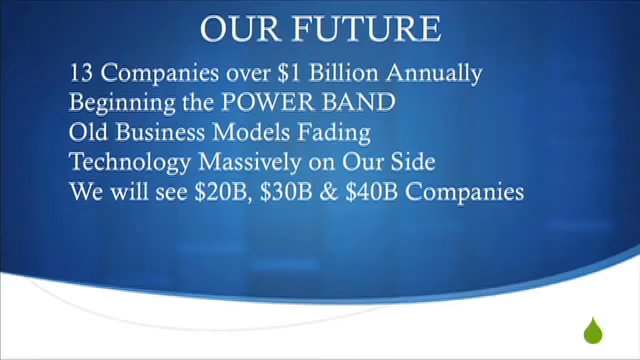 OUR FUTURE
13 Companies over $1 Billion Annually
Beginning the POWER BAND
Old Business Models Fading
Technology Massively on Our Side
We will see $20B, $30B & $40B Companies